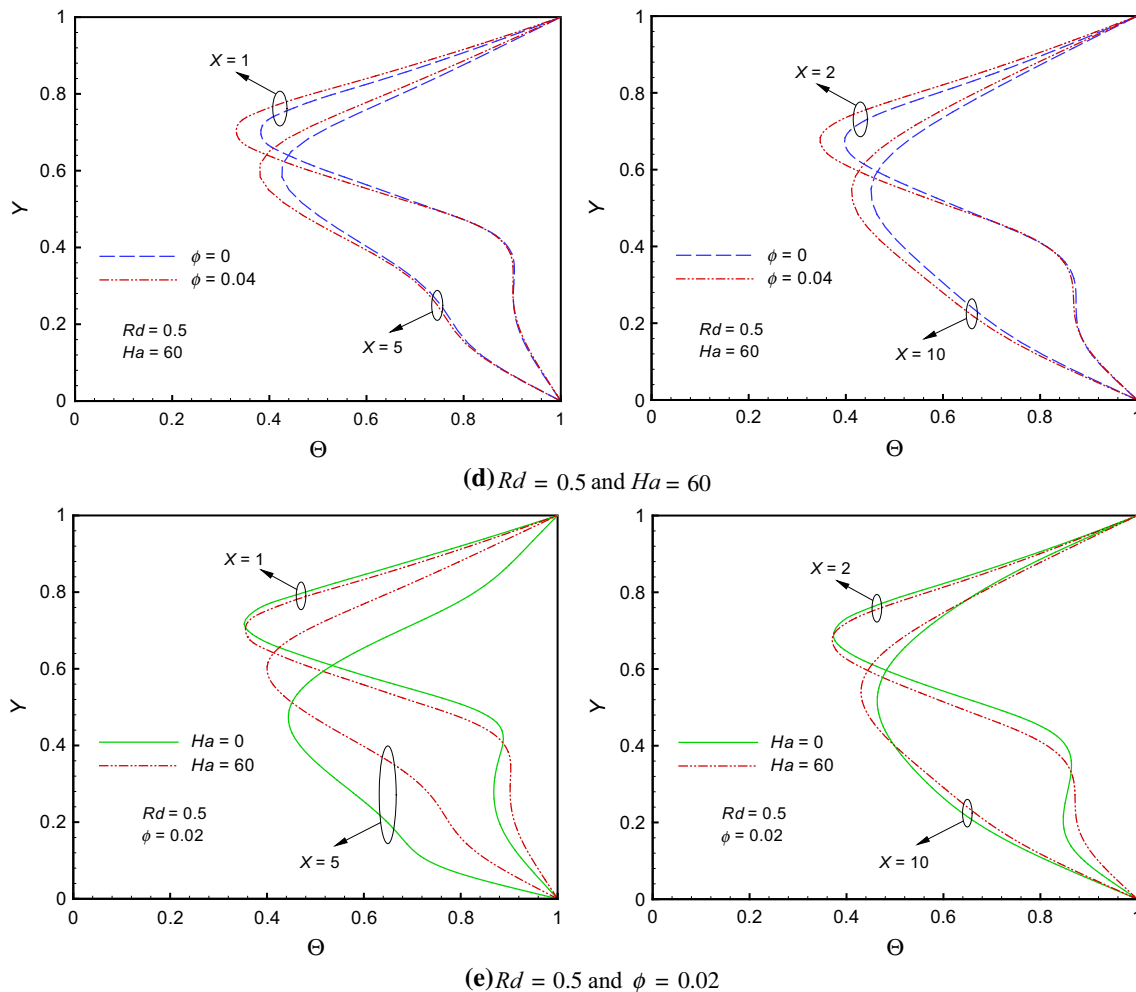 1
0.8
0.6
0.4
0.2
0
Y
X = 1
ϕ = 0
ϕ = 0.04
Rd = 0.5
Ha = 60
X = 5
0 0.2 0.4 0.6 0.8 1
Θ
1
0.8
0.6
0.4
0.2
0
Y
X = 2
ϕ = 0
ϕ = 0.04
Rd = 0.5
Ha = 60
X = 10
0 0.2 0.4 0.6 0.8 1
Θ
(d) Rd = 0.5 and Ha = 60
1
0.8
0.6
0.4
0.2
0
Y
X = 1
Ha = 0
Ha = 60
Rd = 0.5
ϕ = 0.02
X = 5
0 0.2 0.4 0.6 0.8 1
Θ
1
0.8
0.6
0.4
0.2
0
Y
X = 2
Ha = 0
Ha = 60
Rd = 0.5
ϕ = 0.02
X = 10
0 0.2 0.4 0.6 0.8 1
Θ
(e) Rd = 0.5 and ϕ = 0.02